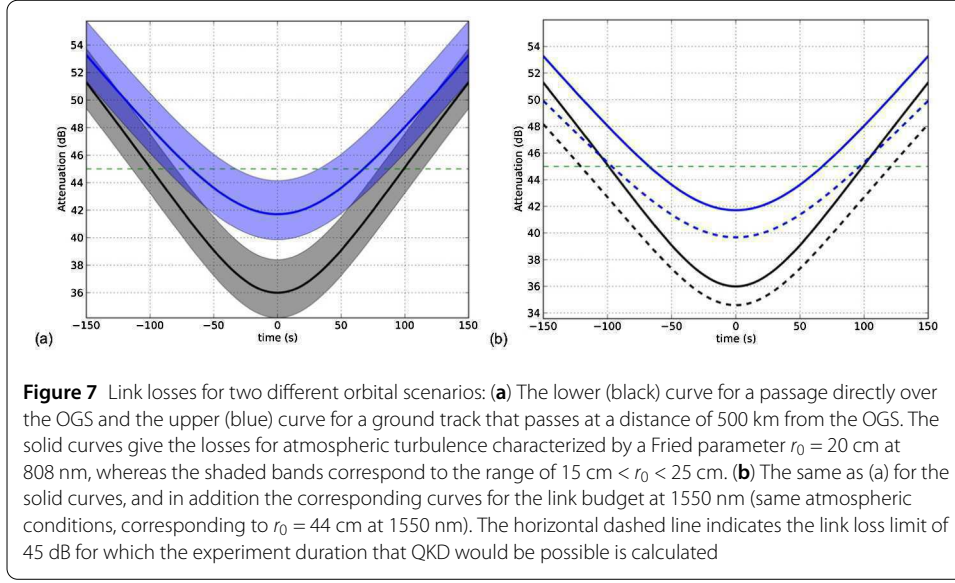 54
52
50
48
46
44
42
40
38
36
Attenuation (dB)
−150
−100
−50
0
50
100
150
time (s)
(a)
54
52
50
48
46
44
42
40
38
36
34
Attenuation (dB)
−150
−100
−50
0
50
100
150
time (s)
(b)
Figure 7 Link losses for two different orbital scenarios: (a) The lower (black) curve for a passage directly over
the OGS and the upper (blue) curve for a ground track that passes at a distance of 500 km from the OGS. The
solid curves give the losses for atmospheric turbulence characterized by a Fried parameter r₀ = 20 cm at
808 nm, whereas the shaded bands correspond to the range of 15 cm < r₀ < 25 cm. (b) The same as (a) for the
solid curves, and in addition the corresponding curves for the link budget at 1550 nm (same atmospheric
conditions, corresponding to r₀ = 44 cm at 1550 nm). The horizontal dashed line indicates the link loss limit of
45 dB for which the experiment duration that QKD would be possible is calculated